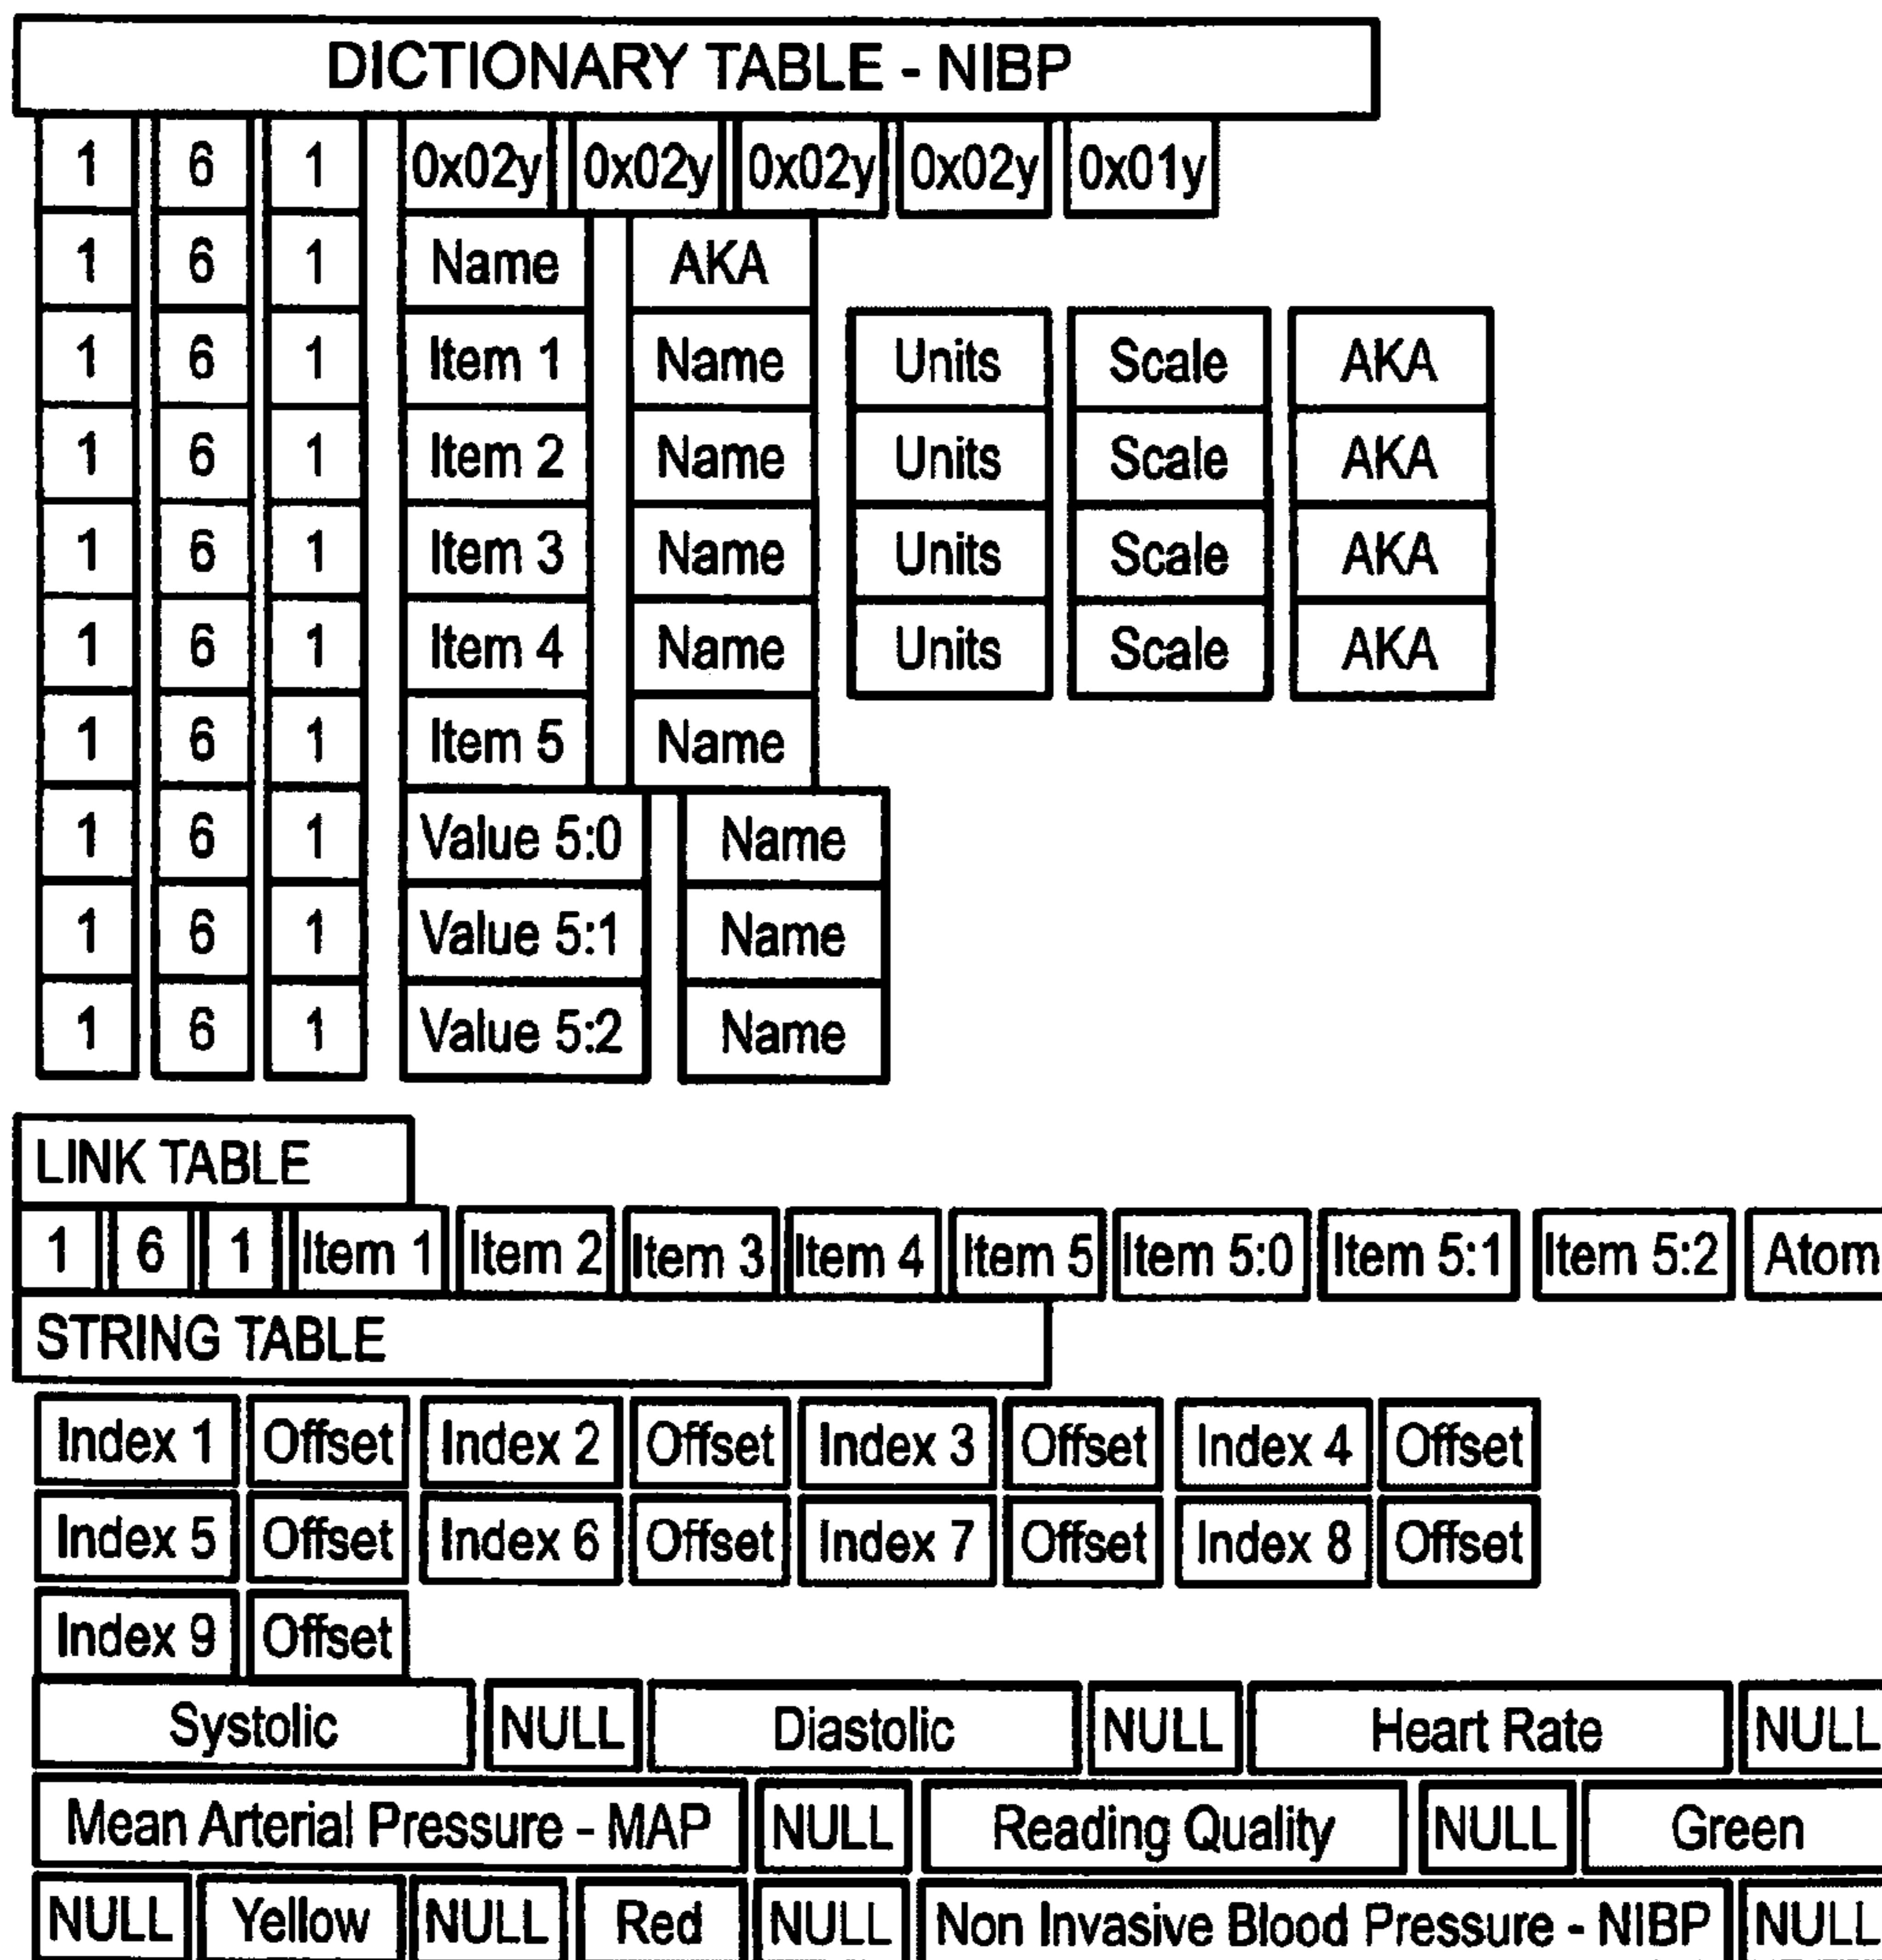 DICTIONARY TABLE - NIBP
1 6 1 0x02y 0x02y 0x02y 0x02y 0x01y
1 6 1 Name AKA
1 6 1 Item 1 Name Units Scale AKA
1 6 1 Item 2 Name Units Scale AKA
1 6 1 Item 3 Name Units Scale AKA
1 6 1 Item 4 Name Units Scale AKA
1 6 1 Item 5 Name
1 6 1 Value 5:0 Name
1 6 1 Value 5:1 Name
1 6 1 Value 5:2 Name
LINK TABLE
1 6 1 Item 1 Item 2 Item 3 Item 4 Item 5 Item 5:0 Item 5:1 Item 5:2 Atom
STRING TABLE
Index 1 Offset Index 2 Offset Index 3 Offset Index 4 Offset
Index 5 Offset Index 6 Offset Index 7 Offset Index 8 Offset
Index 9 Offset
Systolic NULL Diastolic NULL Heart Rate NULL
Mean Arterial Pressure - MAP NULL Reading Quality NULL Green
NULL Yellow NULL Red NULL Non Invasive Blood Pressure - NIBP NULL